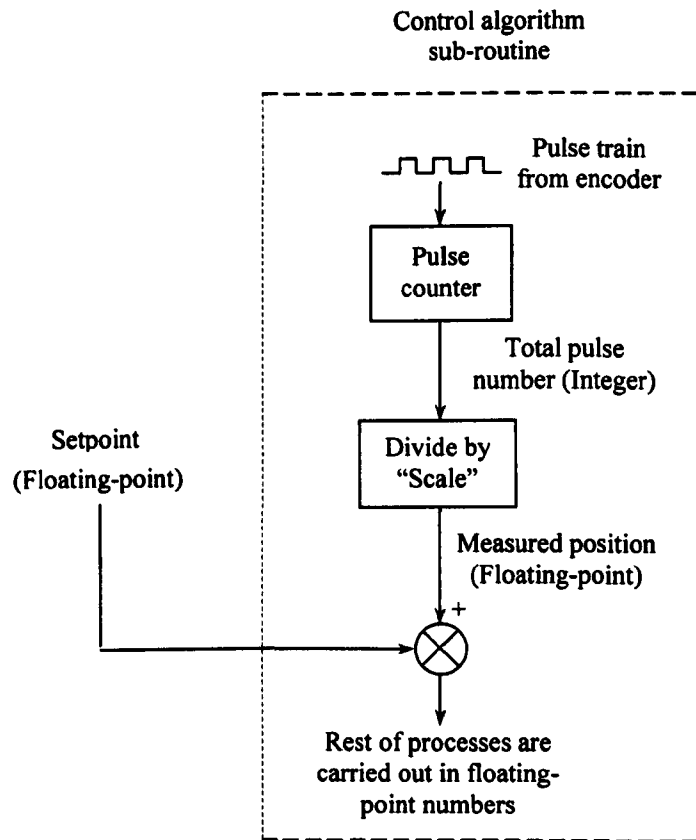 Control algorithm
sub-routine
Pulse train
from encoder
Pulse
counter
Total pulse
number (Integer)
Setpoint
(Floating-point)
Divide by
“Scale”
Measured position
(Floating-point)
+
Rest of processes are
carried out in floating-
point numbers